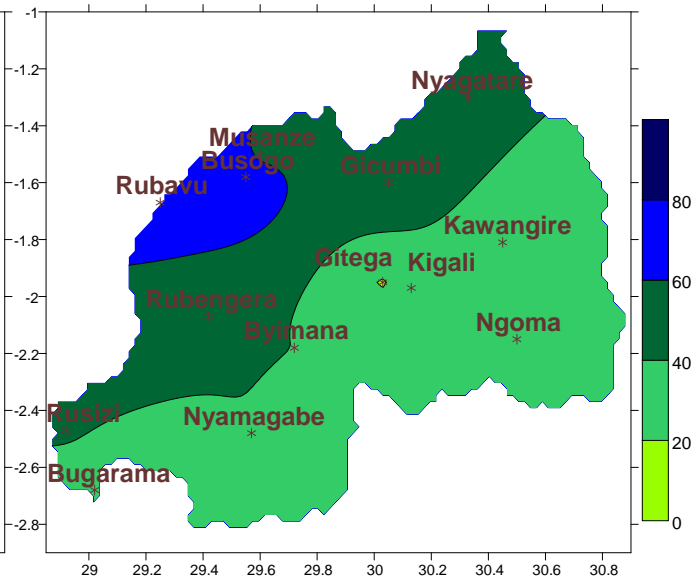 -1
-1.2
-1.4
-1.6
-1.8
-2
-2.2
-2.4
-2.6
-2.8
Nyagatare
Musanze
Busogo
Gicumbi
Rubavu
Kawangire
Gitega
Kigali
Rubengera
Byimana
Ngoma
Rusizi
Nyamagabe
Bugarama
29
29.2
29.4
29.6
29.8
30
30.2
30.4
30.6
30.8
80
60
40
20
0